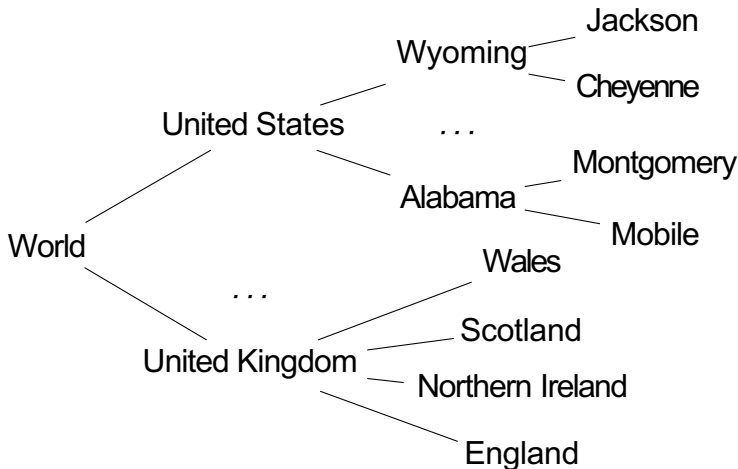 Jackson
Wyoming
Cheyenne
United States
...
Montgomery
Alabama
Mobile
World
Wales
...
Scotland
United Kingdom
Northern Ireland
England